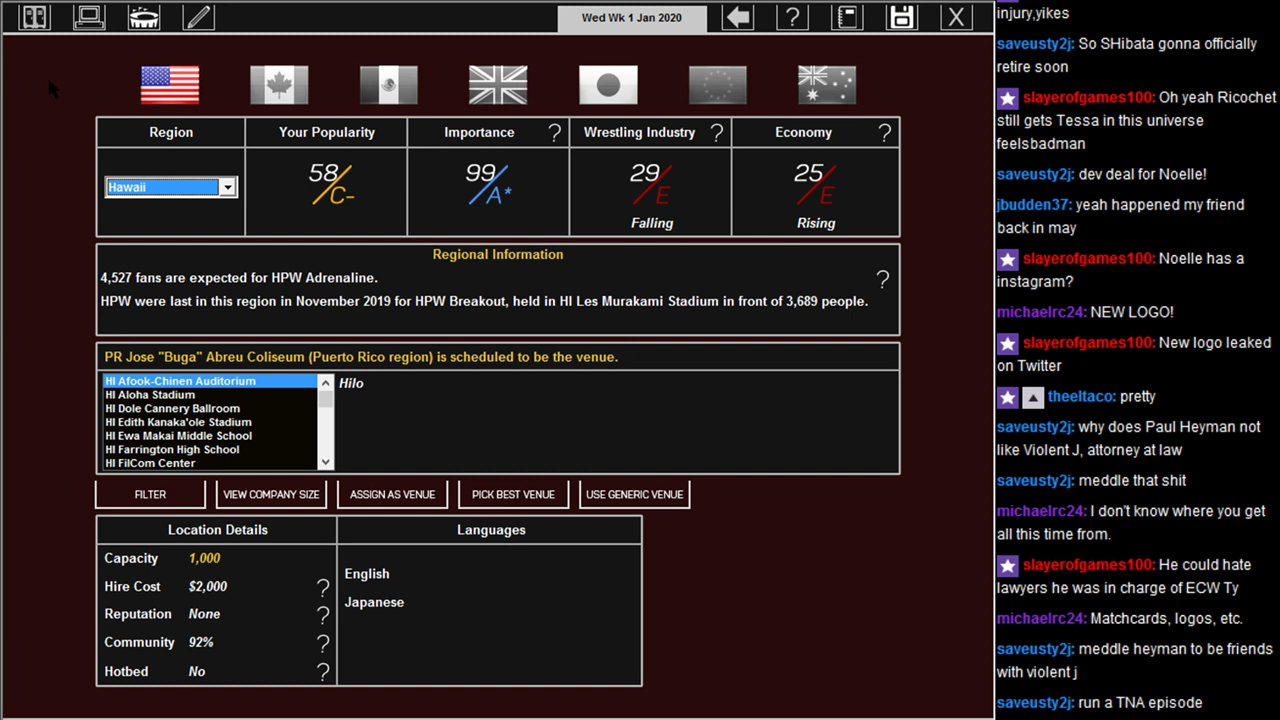 Wed Wk 1 Jan 2020
Region
Your Popularity
Importance ?
Wrestling Industry ?
Economy ?
Hawaii
58/C-
99/A*
29/E
25/E
Falling
Rising
Regional Information
4,527 fans are expected for HPW Adrenaline.
HPW were last in this region in November 2019 for HPW Breakout, held in HI Les Murakami Stadium in front of 3,689 people.
?
PR Jose "Buga" Abreu Coliseum (Puerto Rico region) is scheduled to be the venue.
HI Afook-Chinen Auditorium
HI Aloha Stadium
HI Dole Cannery Ballroom
HI Edith Kanaka'ole Stadium
HI Ewa Makai Middle School
HI Farrington High School
HI FilCom Center
Hilo
FILTER
VIEW COMPANY SIZE
ASSIGN AS VENUE
PICK BEST VENUE
USE GENERIC VENUE
Location Details
Capacity 1,000
Hire Cost $2,000 ?
Reputation None ?
Community 92% ?
Hotbed No ?
Languages
English
Japanese
injury,yikes
saveusty2j: So SHibata gonna officially
retire soon
slayerofgames100: Oh yeah Ricochet
still gets Tessa in this universe
feelsbadman
saveusty2j: dev deal for Noelle!
jbudden37: yeah happened my friend
back in may
slayerofgames100: Noelle has a
instagram?
michaelrc24: NEW LOGO!
slayerofgames100: New logo leaked
on Twitter
theeltaco: pretty
saveusty2j: why does Paul Heyman not
like Violent J, attorney at law
saveusty2j: meddle that shit
michaelrc24: I don't know where you get
all this time from.
slayerofgames100: He could hate
lawyers he was in charge of ECW Ty
michaelrc24: Matchcards, logos, etc.
saveusty2j: meddle heyman to be friends
with violent j
saveusty2j: run a TNA episode